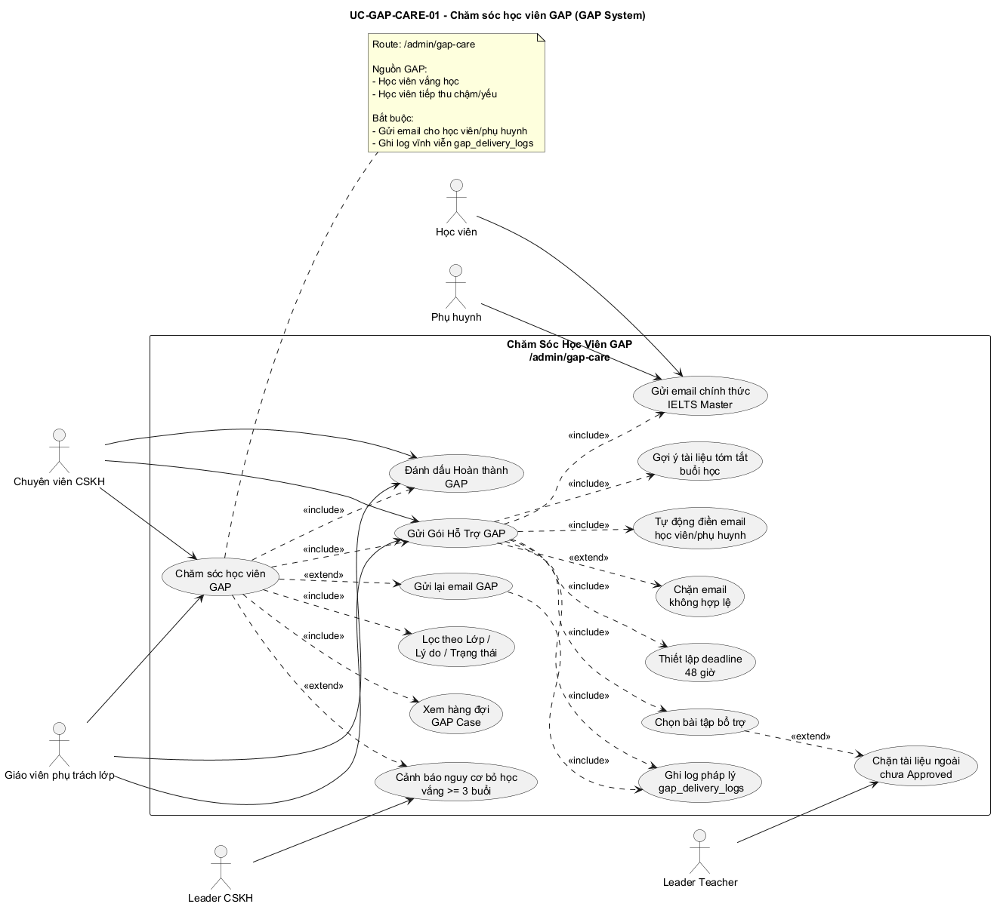 UC-GAP-CARE-01 - Chăm sóc học viên GAP (GAP System)
Route: /admin/gap-care
Nguồn GAP:
- Học viên vắng học
- Học viên tiếp thu chậm/yếu
Bắt buộc:
- Gửi email cho học viên/phụ huynh
- Ghi log vĩnh viễn gap_delivery_logs
Học viên
Phụ huynh
Chăm Sóc Học Viên GAP
/admin/gap-care
Gửi email chính thức
IELTS Master
«include»
Gợi ý tài liệu tóm tắt
buổi học
«include»
Chuyên viên CSKH
Đánh dấu Hoàn thành
GAP
«include»
Tự động điền email
học viên/phụ huynh
«include»
Gửi Gói Hỗ Trợ GAP
«include»
«extend»
Chăm sóc học viên
GAP
«extend»
Gửi lại email GAP
«include»
Chặn email
không hợp lệ
«include»
«include»
Lọc theo Lớp /
Lý do / Trạng thái
«include»
Thiết lập deadline
48 giờ
«extend»
«include»
Xem hàng đợi
GAP Case
Chọn bài tập bổ trợ
«extend»
«include»
Giáo viên phụ trách lớp
Cảnh báo nguy cơ bỏ học
vắng >= 3 buổi
Ghi log pháp lý
gap_delivery_logs
Chặn tài liệu ngoài
chưa Approved
Leader CSKH
Leader Teacher